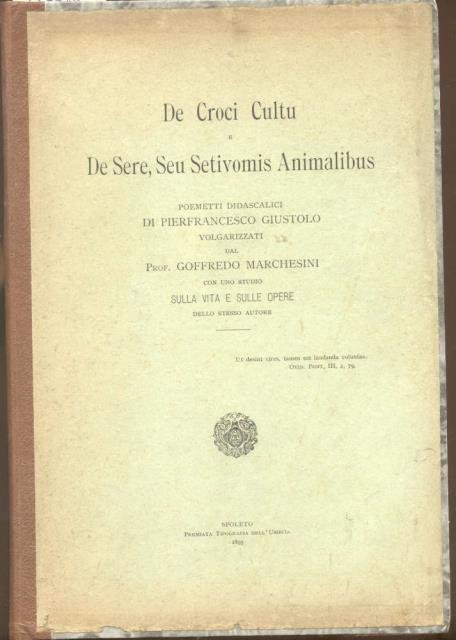 De Croci Cultu
E
De Sere, Seu Setivomis Animalibus
POEMETTI DIDASCALICI
DI PIERFRANCESCO GIUSTOLO
VOLGARIZZATI
DAL
PROF. GOFFREDO MARCHESINI
CON UNO STUDIO
SULLA VITA E SULLE OPERE
DELLO STESSO AUTORE
Ut desint vires, tamen est laudanda voluntas.
OVID. PONT, III, 2, 79.
SPOLETO
PREMIATA TIPOGRAFIA DELL'UMBRIA